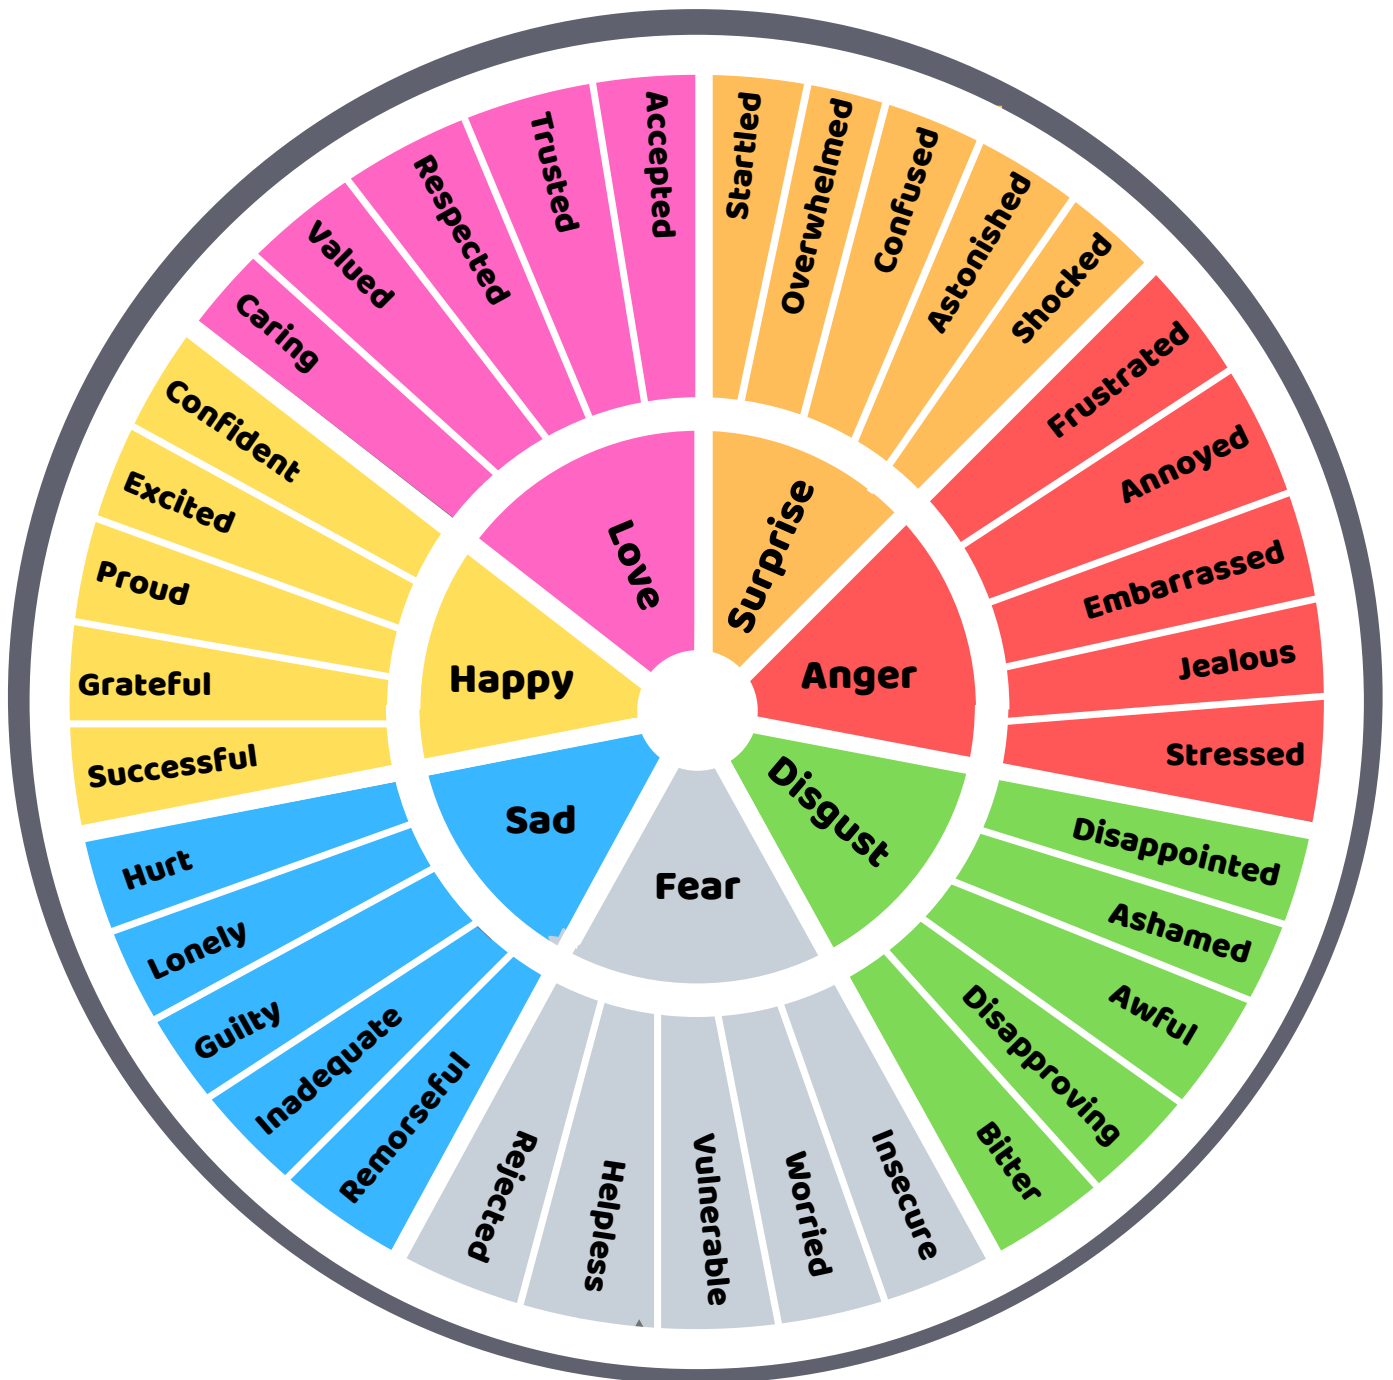 Love
Surprise
Anger
Disgust
Fear
Sad
Happy
Startled
Overwhelmed
Confused
Astonished
Shocked
Frustrated
Annoyed
Embarrassed
Jealous
Stressed
Disappointed
Ashamed
Awful
Disapproving
Bitter
Insecure
Worried
Vulnerable
Helpless
Rejected
Remorseful
Inadequate
Guilty
Lonely
Hurt
Successful
Grateful
Proud
Excited
Confident
Caring
Valued
Respected
Trusted
Accepted